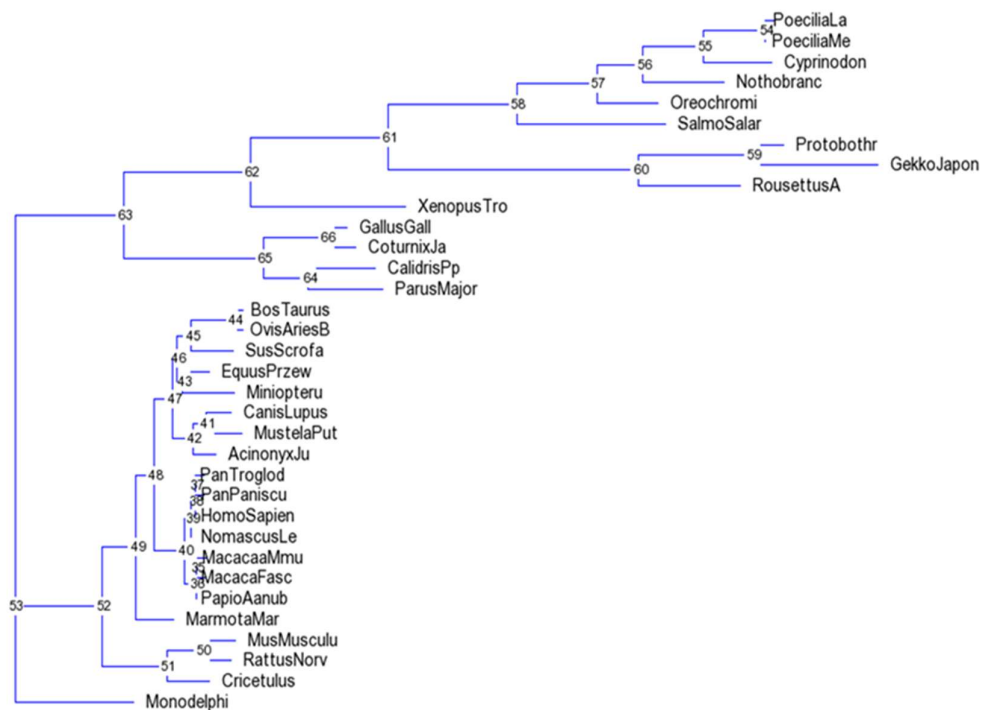 PoeciliaLa
54
PoeciliaMe
55
Cyprinodon
56
Nothobranc
57
Oreochromi
58
SalmoSalar
61
Protobothr
59
GekkoJapon
60
RousettusA
62
XenopusTro
63
GallusGall
66
CoturnixJa
65
CalidrisPp
64
ParusMajor
BosTaurus
44
OvisAriesB
45
SusScrofa
46
EquusPrzew
43
Miniopteru
47
CanisLupus
41
MustelaPut
42
AcinonyxJu
48
PanTroglod
37
PanPaniscu
38
HomoSapien
39
NomascusLe
49
40
MacacaaMmu
35
MacacaFasc
36
PapioAanub
53
52
MarmotaMar
MusMusculu
50
RattusNorv
51
Cricetulus
Monodelphi